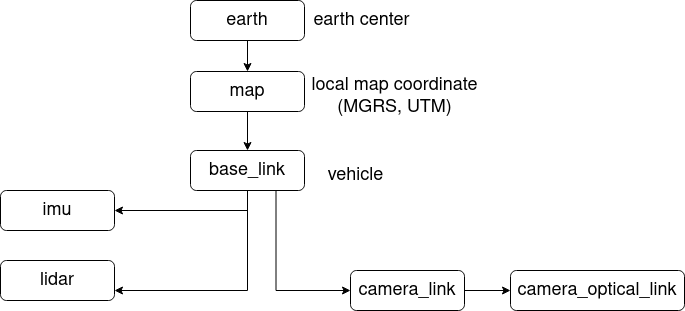 earth
earth center
map
local map coordinate
(MGRS, UTM)
base_link
vehicle
imu
lidar
camera_link
camera_optical_link